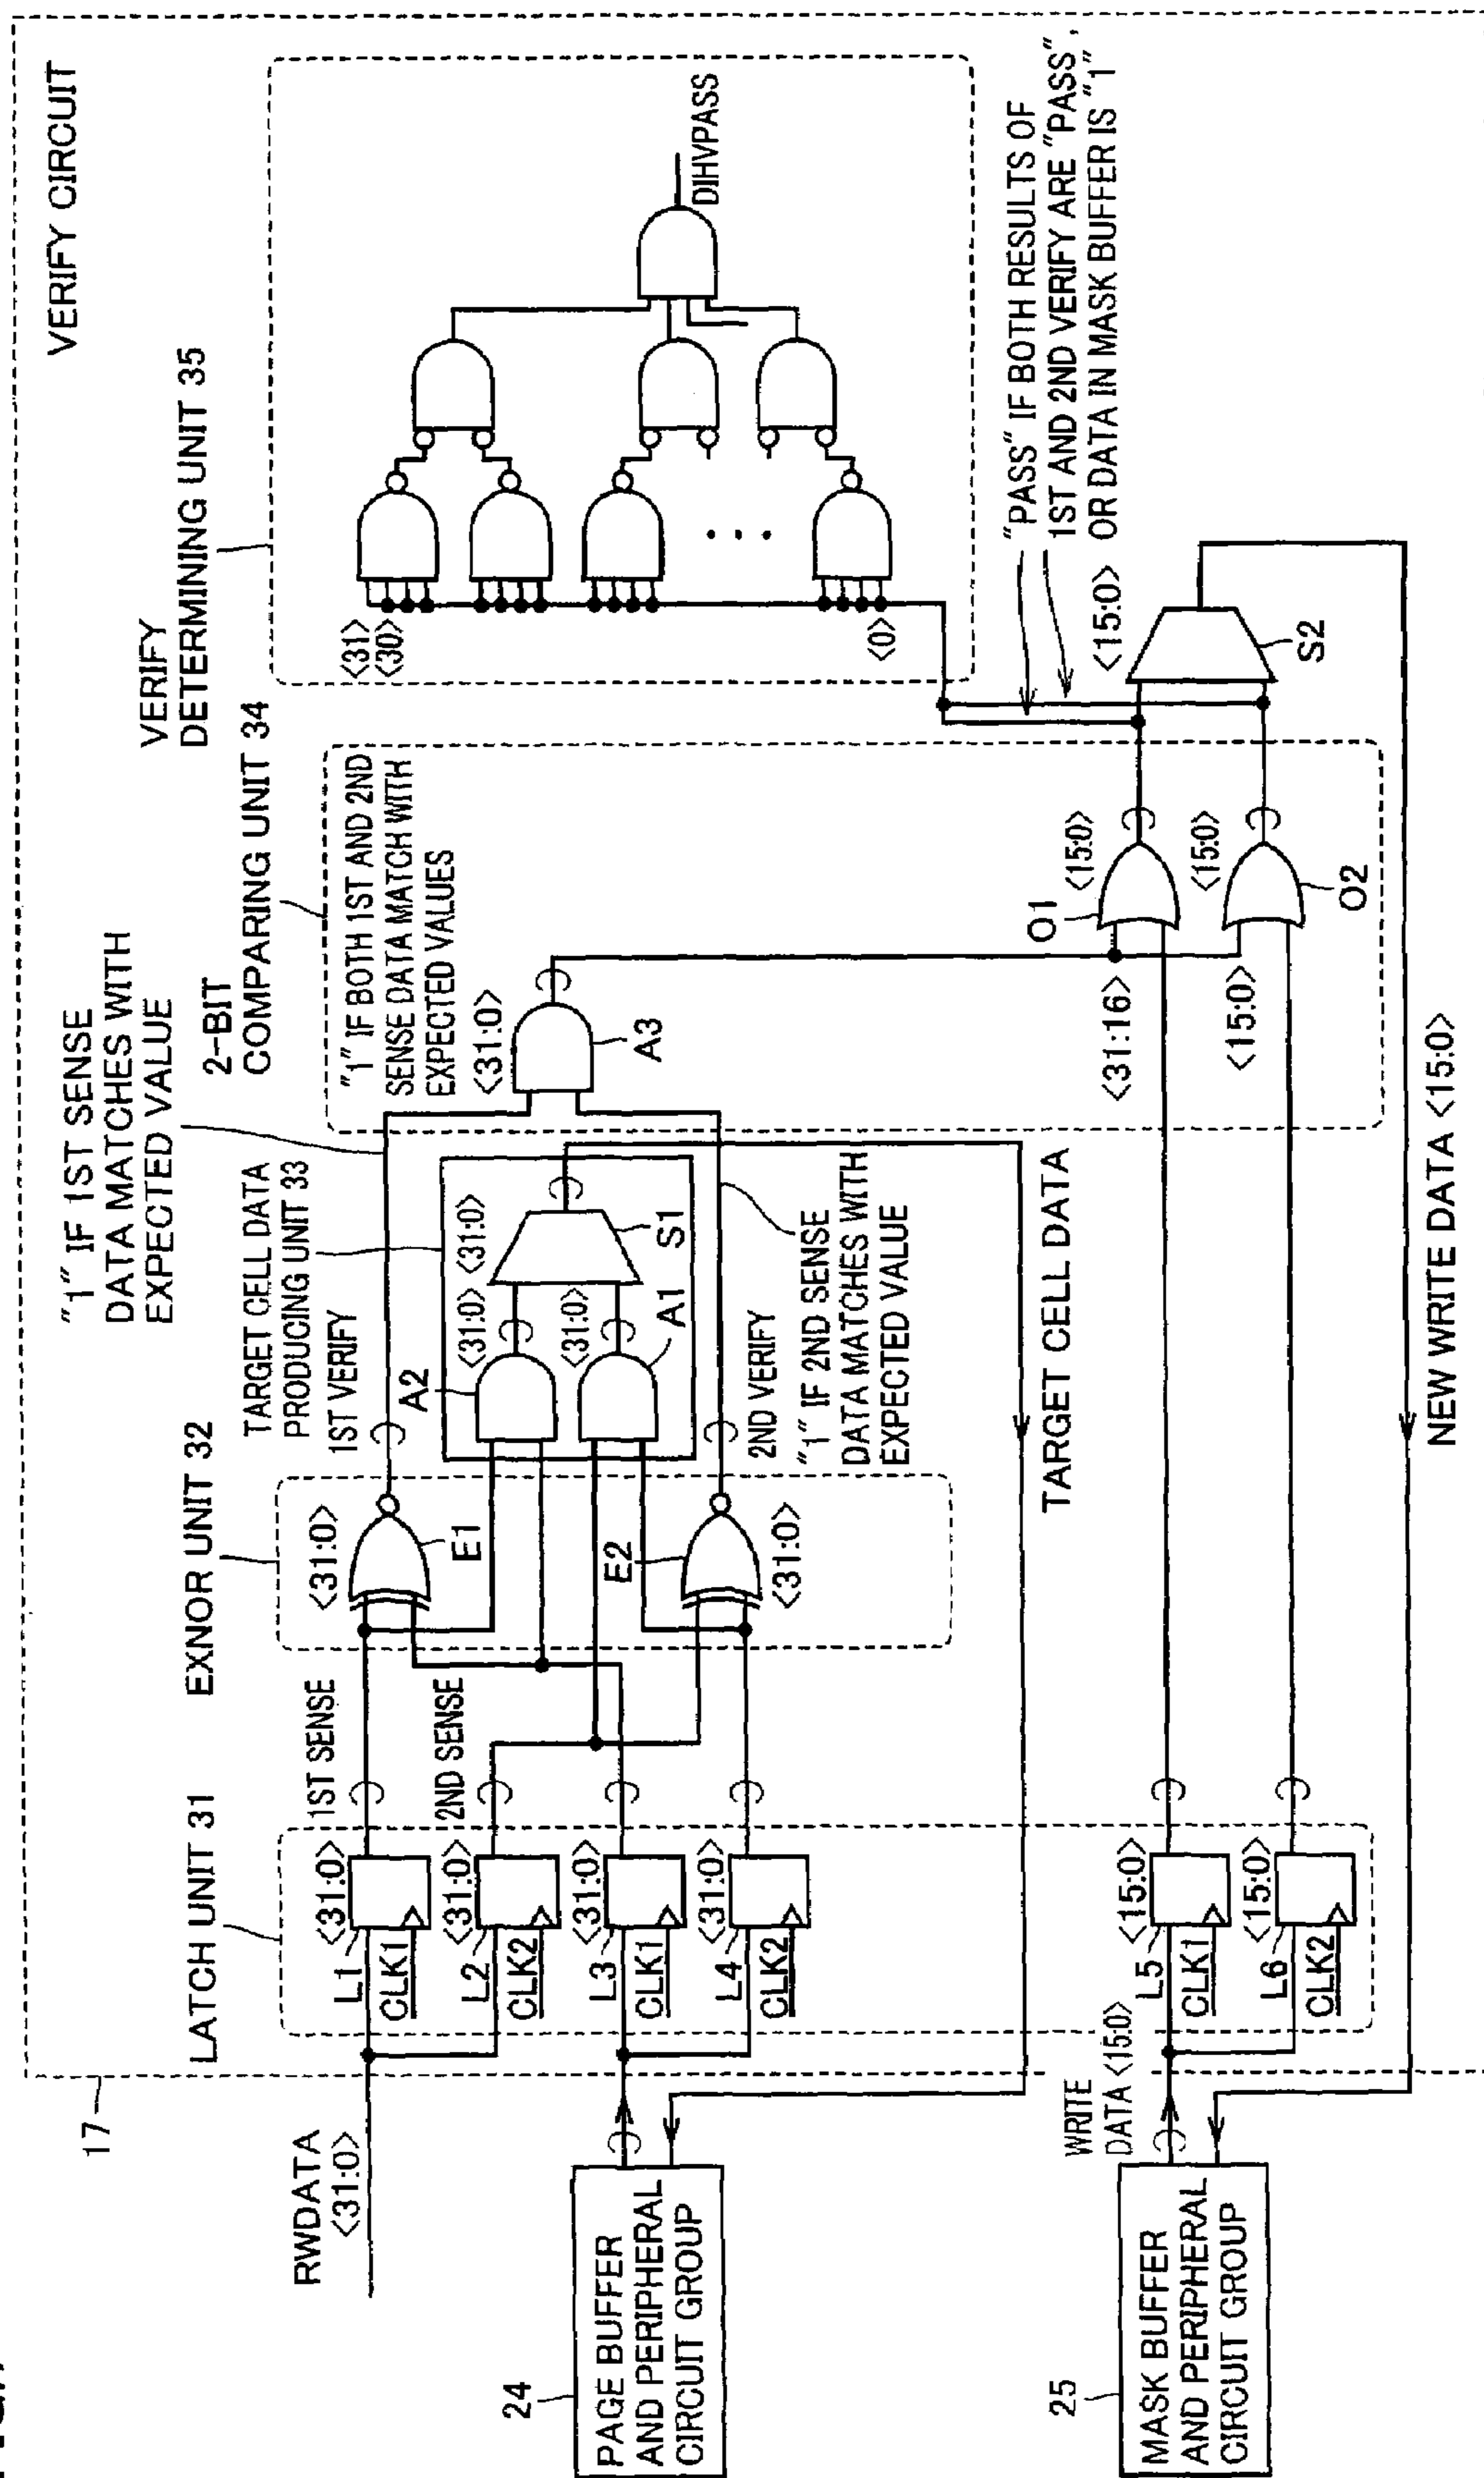 VERIFY CIRCUIT
17
LATCH UNIT 31
EXNOR UNIT 32
"1" IF 1ST SENSE
DATA MATCHES WITH
EXPECTED VALUE
2-BIT
COMPARING UNIT 34
VERIFY
DETERMINING UNIT 35
TARGET CELL DATA
PRODUCING UNIT 33
1ST VERIFY
"1" IF BOTH 1ST AND 2ND
SENSE DATA MATCH WITH
EXPECTED VALUES
RWDATA
<31:0>
L1
<31:0>
CLK1
1ST SENSE
L2
<31:0>
CLK2
2ND SENSE
L3
<31:0>
CLK1
L4
<31:0>
CLK2
<31:0>
E1
E2
<31:0>
A2
<31:0>
<31:0>
A1
<31:0>
S1
<31:0>
A3
2ND VERIFY
"1" IF 2ND SENSE
DATA MATCHES WITH
EXPECTED VALUE
<31>
<30>
<0>
DIHVPASS
"PASS" IF BOTH RESULTS OF
1ST AND 2ND VERIFY ARE "PASS",
OR DATA IN MASK BUFFER IS "1"
24
PAGE BUFFER
AND PERIPHERAL
CIRCUIT GROUP
TARGET CELL DATA
25
MASK BUFFER
AND PERIPHERAL
CIRCUIT GROUP
WRITE
DATA <15:0>
L5
<15:0>
CLK1
L6
<15:0>
CLK2
<31:16>
<15:0>
O1
<15:0>
<15:0>
O2
<15:0>
S2
NEW WRITE DATA <15:0>